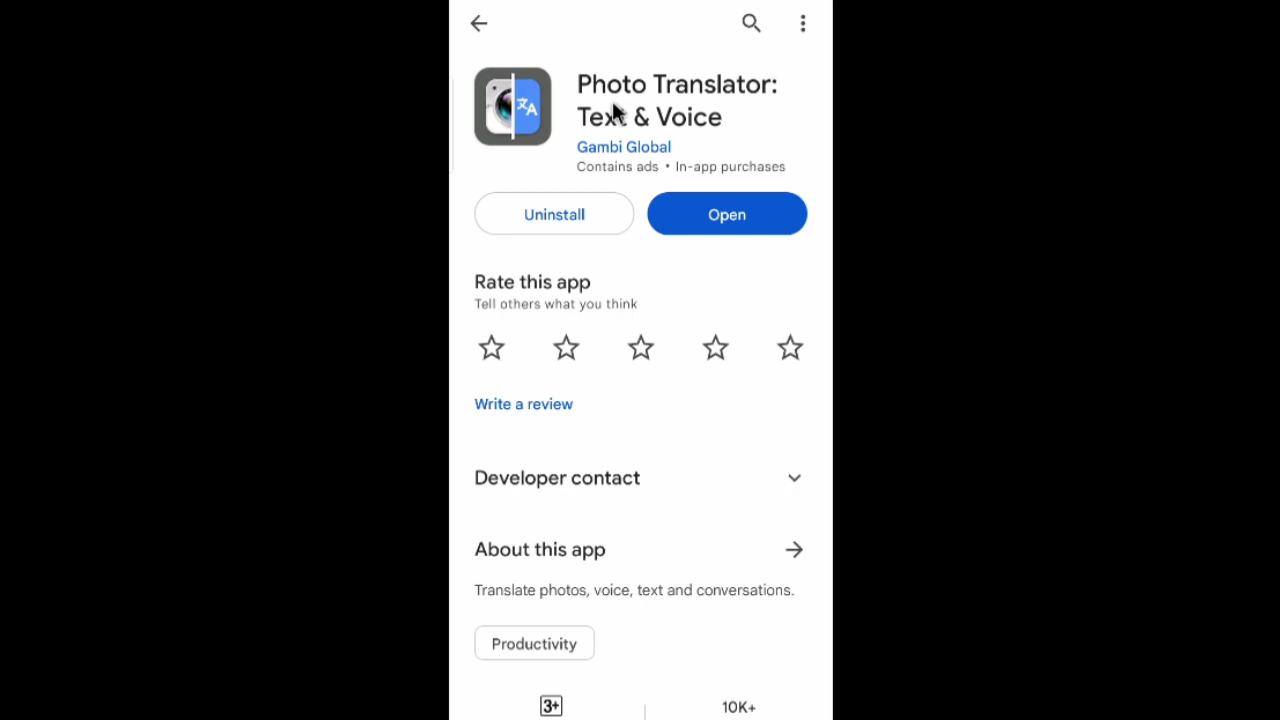 Photo Translator:
Text & Voice
Gambi Global
Contains ads • In-app purchases
Uninstall
Open
Rate this app
Tell others what you think
Write a review
Developer contact
About this app
Translate photos, voice, text and conversations.
Productivity
3+
10K+